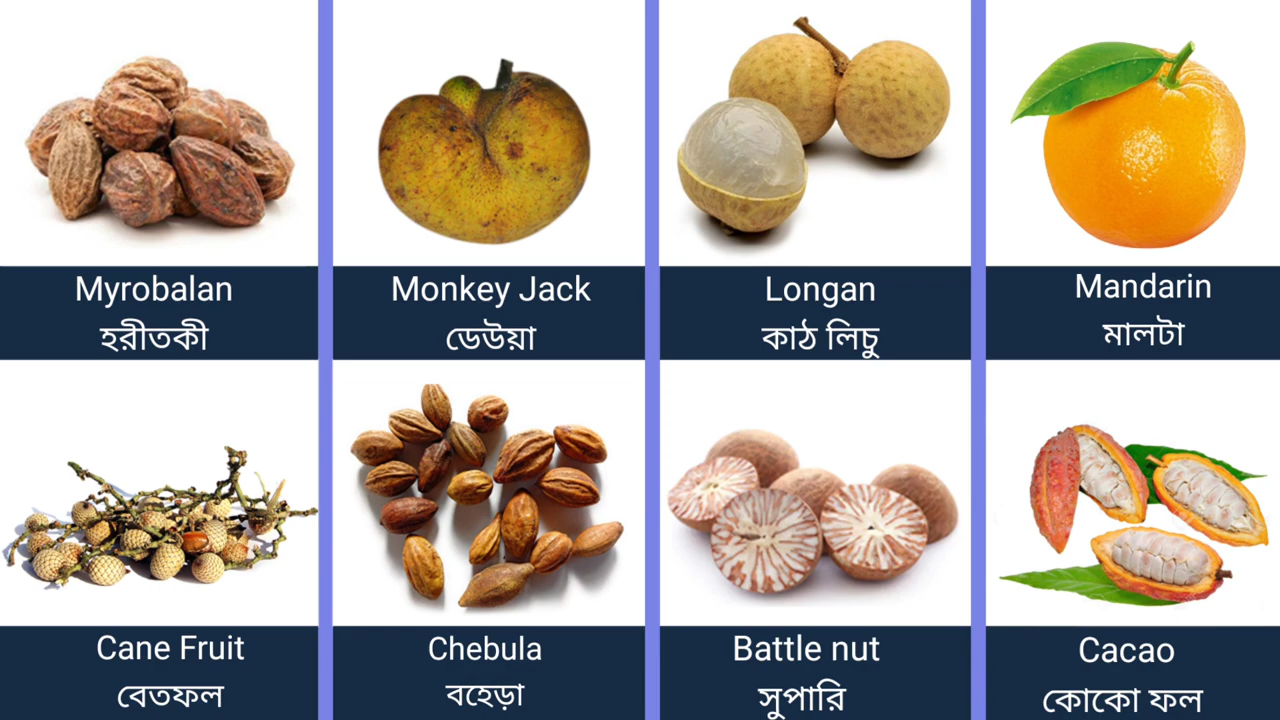 Myrobalan
হরীতকী
Monkey Jack
ডেউয়া
Longan
কাঠ লিচু
Mandarin
মালটা
Cane Fruit
বেতফল
Chebula
বহেড়া
Battle nut
সুপারি
Cacao
কোকো ফল